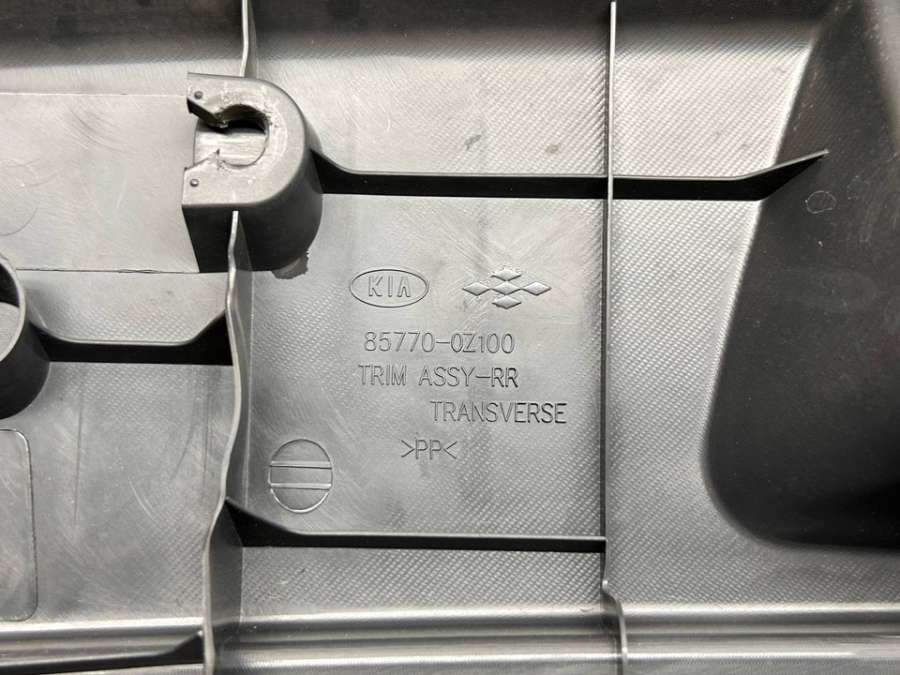 KIA
85770-0Z100
TRIM ASSY-RR
TRANSVERSE
>PP<